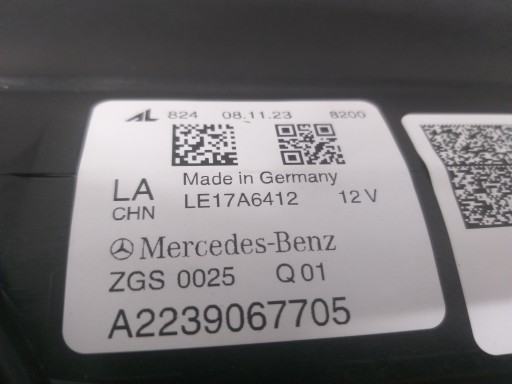 AL 824 08.11.23 8200
Made in Germany
LA LE17A6412 12 V
CHN
Mercedes-Benz
ZGS 0025 Q 01
A2239067705